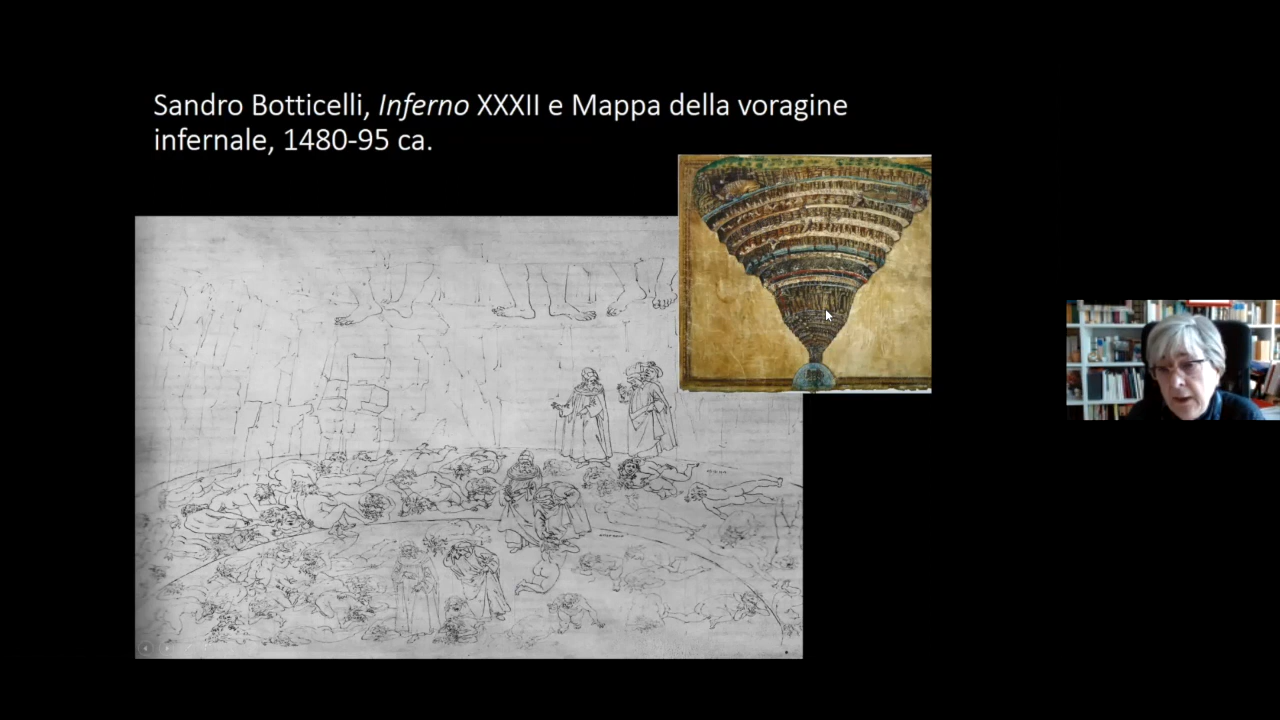 Sandro Botticelli, Inferno XXXII e Mappa della voragine
infernale, 1480-95 ca.